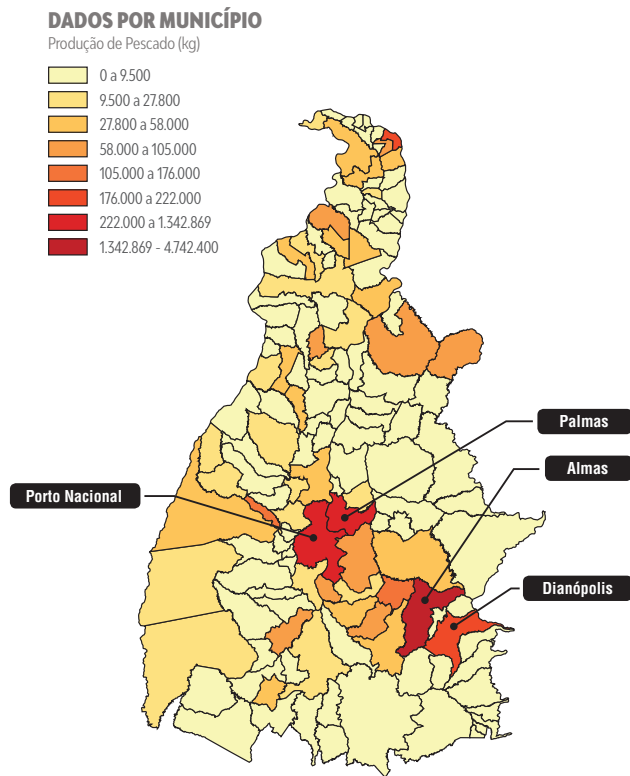 DADOS POR MUNICÍPIO
Produção de Pescado (kg)
0 a 9.500
9.500 a 27.800
27.800 a 58.000
58.000 a 105.000
105.000 a 176.000
176.000 a 222.000
222.000 a 1.342.869
1.342.869 - 4.742.400
Palmas
Almas
Porto Nacional
Dianópolis